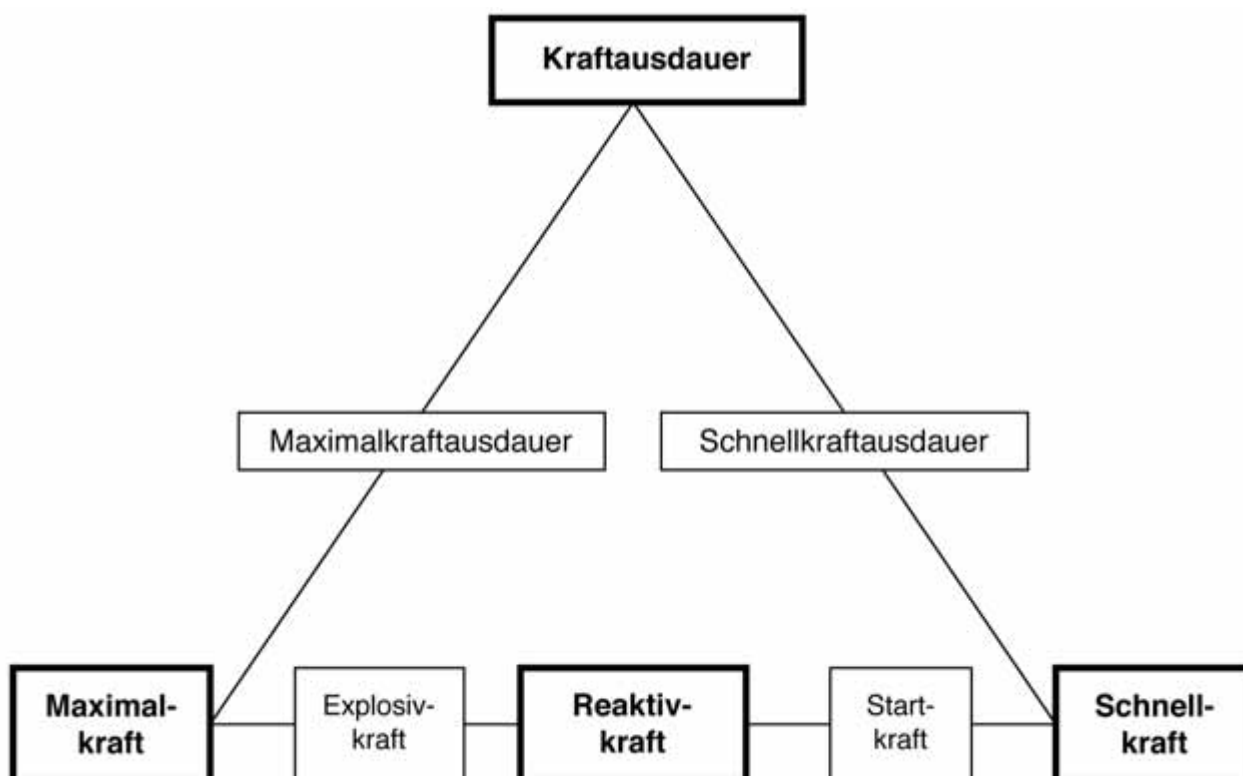 Kraftausdauer
Maximalkraftausdauer
Schnellkraftausdauer
Maximal-
kraft
Explosiv-
kraft
Reaktiv-
kraft
Start-
kraft
Schnell-
kraft